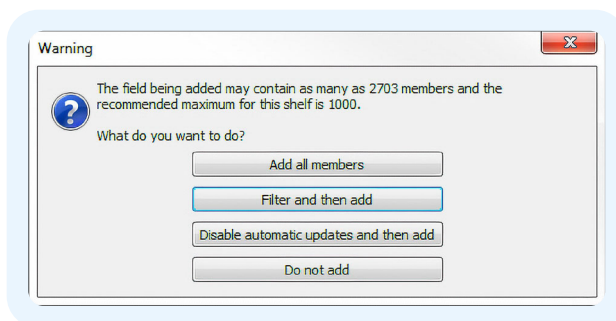 Warning
The field being added may contain as many as 2703 members and the
recommended maximum for this shelf is 1000.
What do you want to do?
Add all members
Filter and then add
Disable automatic updates and then add
Do not add